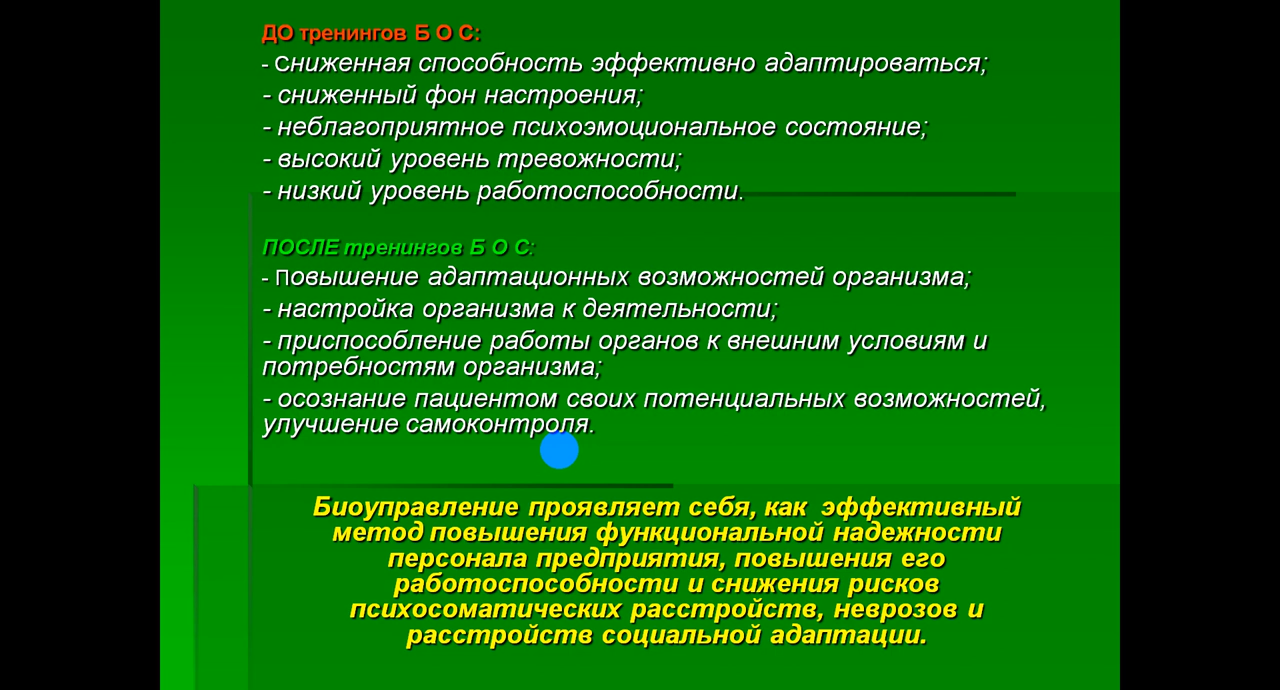 ДО тренингов Б О С:
- Сниженная способность эффективно адаптироваться;
- сниженный фон настроения;
- неблагоприятное психоэмоциональное состояние;
- высокий уровень тревожности;
- низкий уровень работоспособности.
ПОСЛЕ тренингов Б О С:
- Повышение адаптационных возможностей организма;
- настройка организма к деятельности;
- приспособление работы органов к внешним условиям и
потребностям организма;
- осознание пациентом своих потенциальных возможностей,
улучшение самоконтроля.
Биоуправление проявляет себя, как эффективный
метод повышения функциональной надежности
персонала предприятия, повышения его
работоспособности и снижения рисков
психосоматических расстройств, неврозов и
расстройств социальной адаптации.